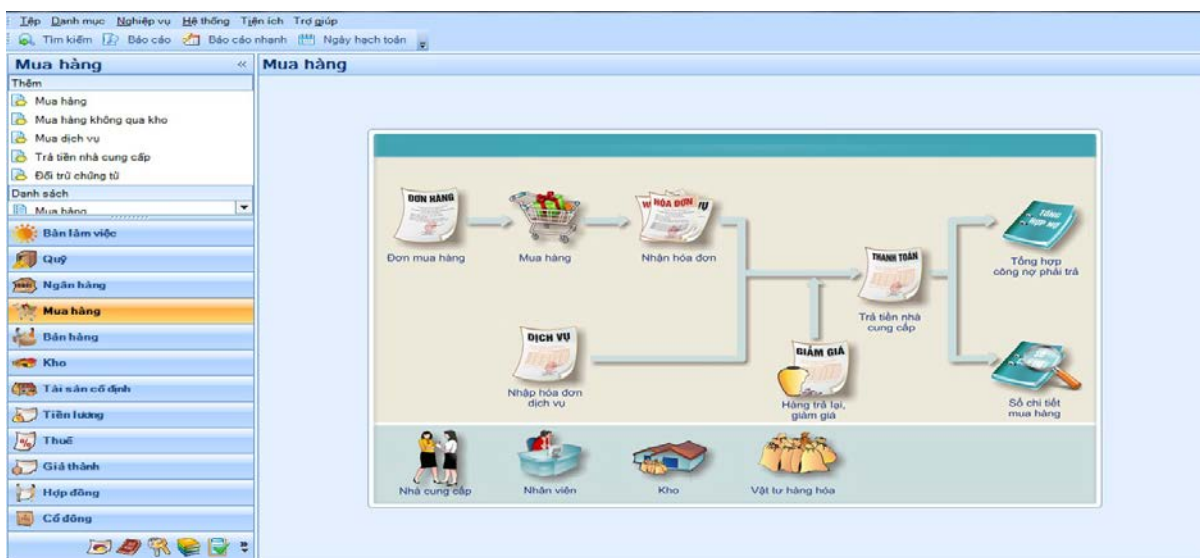 Tệp Danh mục Nghiệp vụ Hệ thống Tiện ích Trợ giúp
Tìm kiếm Báo cáo Báo cáo nhanh Ngày hạch toán
Mua hàng
Mua hàng
Thêm
Mua hàng
Mua hàng không qua kho
Mua dịch vụ
Trả tiền nhà cung cấp
Đối trừ chứng từ
Danh sách
Mua hàng
Bàn làm việc
Quỹ
Ngân hàng
Mua hàng
Bán hàng
Kho
Tài sản cố định
Tiền lương
Thuế
Giá thành
Hợp đồng
Cổ đông
ĐƠN HÀNG
Đơn mua hàng
Mua hàng
HÓA ĐƠN
Nhận hóa đơn
DỊCH VỤ
Nhập hóa đơn
dịch vụ
GIẢM GIÁ
Hàng trả lại,
giảm giá
THANH TOÁN
Trả tiền nhà
cung cấp
TỔNG
HỢP NỢ
Tổng hợp
công nợ phải trả
Sổ chi tiết
mua hàng
Nhà cung cấp
Nhân viên
Kho
Vật tư hàng hóa